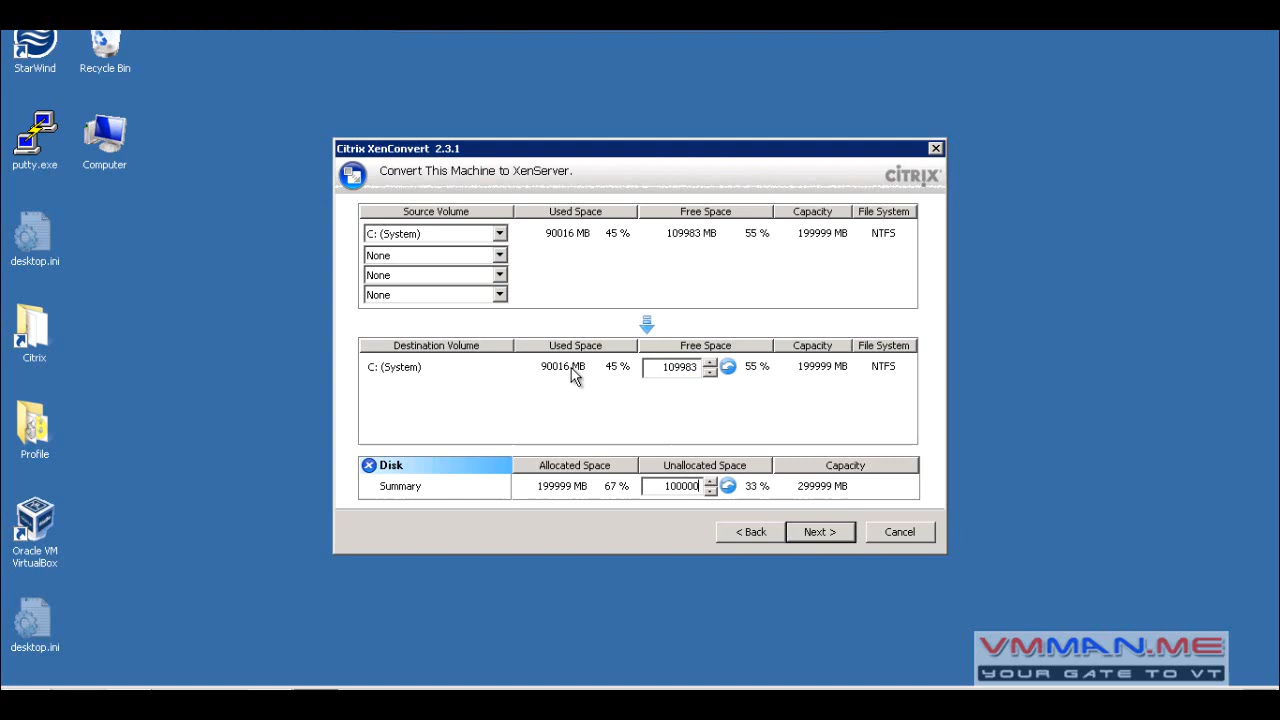 StarWind
Recycle Bin
putty.exe
Computer
desktop.ini
Citrix
Profile
Oracle VM
VirtualBox
desktop.ini
Citrix XenConvert 2.3.1
Convert This Machine to XenServer.
CITRIX
Source Volume Used Space Free Space Capacity File System
C: (System) 90016 MB 45 % 109983 MB 55 % 199999 MB NTFS
None
None
None
Destination Volume Used Space Free Space Capacity File System
C: (System) 90016 MB 45 % 109983 55 % 199999 MB NTFS
Disk Allocated Space Unallocated Space Capacity
Summary 199999 MB 67 % 100000 33 % 299999 MB
< Back Next > Cancel
VMMAN.ME
YOUR GATE TO VT